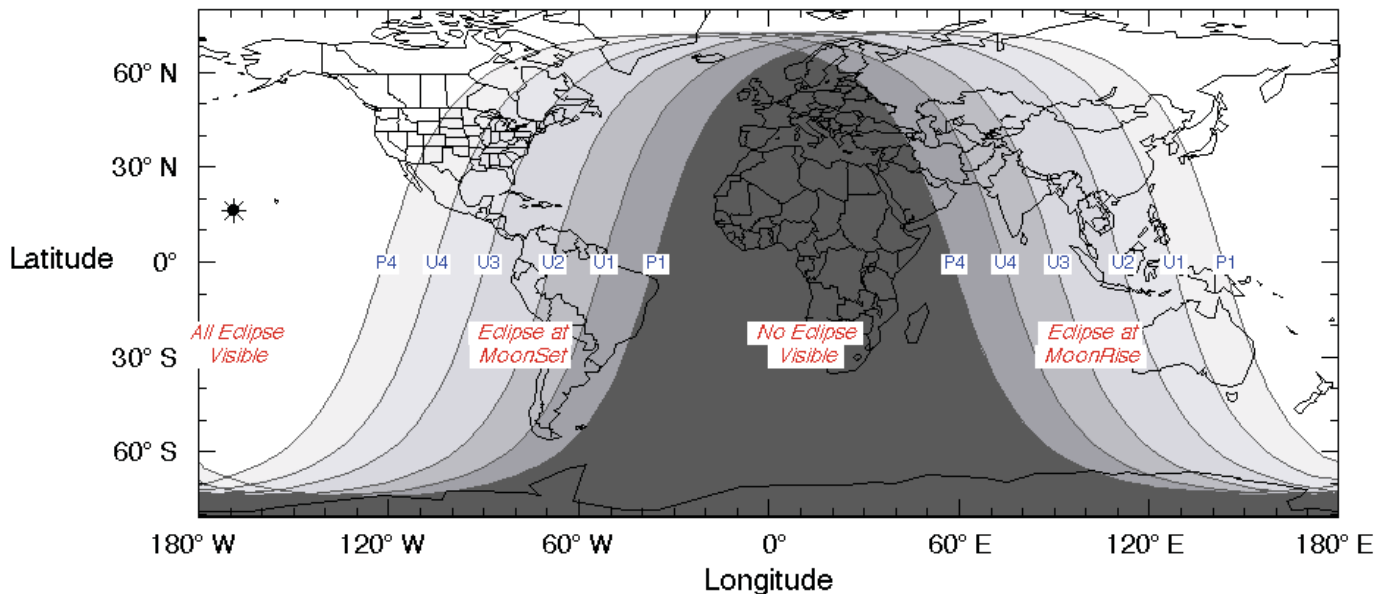 60° N
30° N
Latitude
0°
30° S
60° S
P4 U4 U3 U2 U1 P1 P4 U4 U3 U2 U1 P1
All Eclipse
Visible
Eclipse at
MoonSet
No Eclipse
Visible
Eclipse at
MoonRise
180° W 120° W 60° W 0° 60° E 120° E 180° E
Longitude